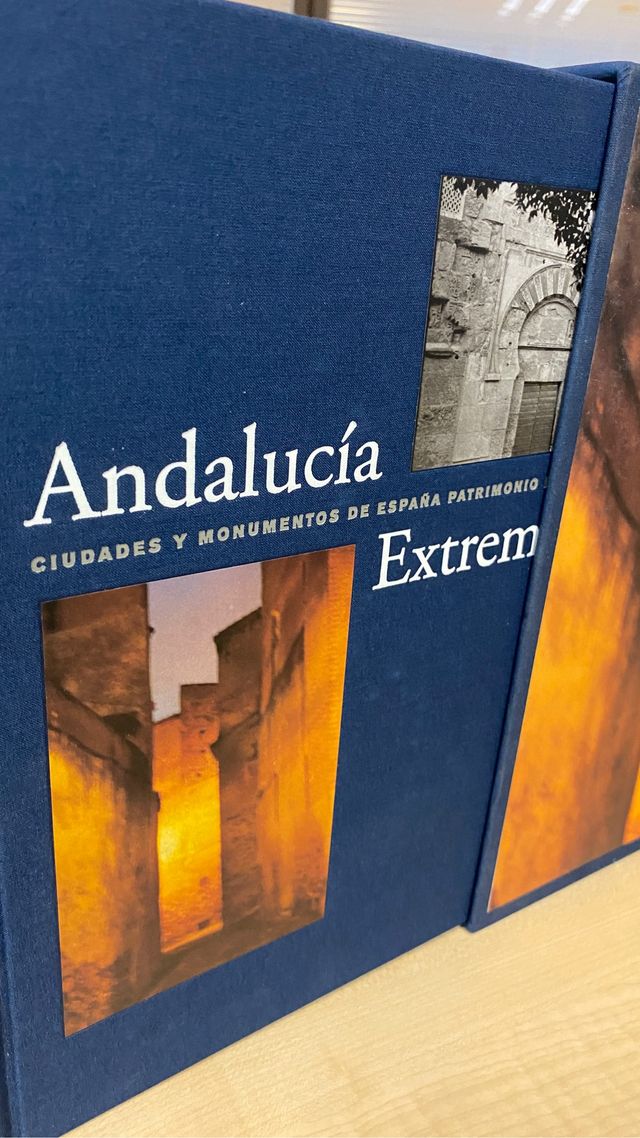 Andalucía
CIUDADES Y MONUMENTOS DE ESPAÑA PATRIMONIO
Extrem